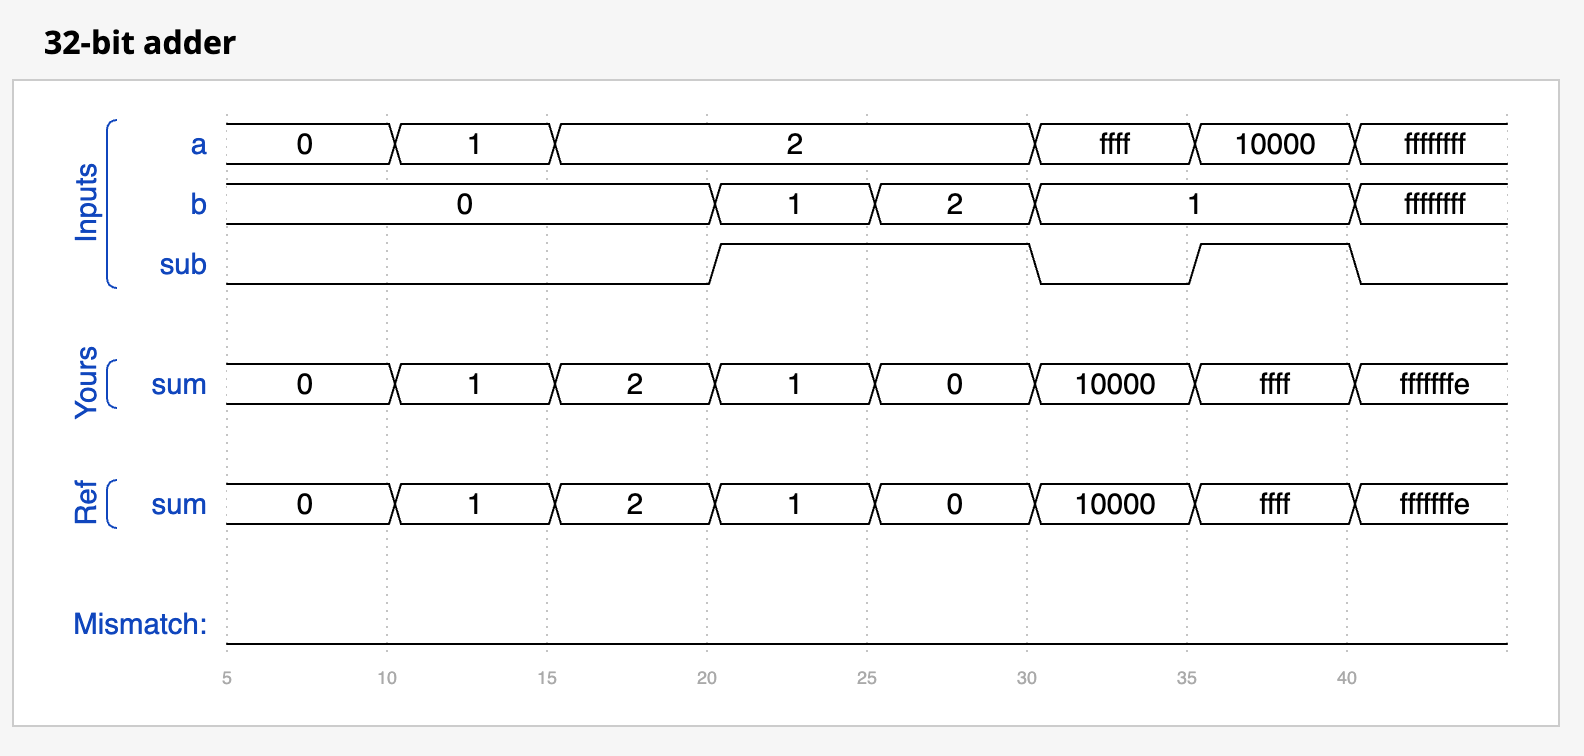 32-bit adder
Inputs
a 0 1 2 ffff 10000 ffffffff
b 0 1 2 1 ffffffff
sub
Yours
sum 0 1 2 1 0 10000 ffff fffffffe
Ref
sum 0 1 2 1 0 10000 ffff fffffffe
Mismatch:
5 10 15 20 25 30 35 40